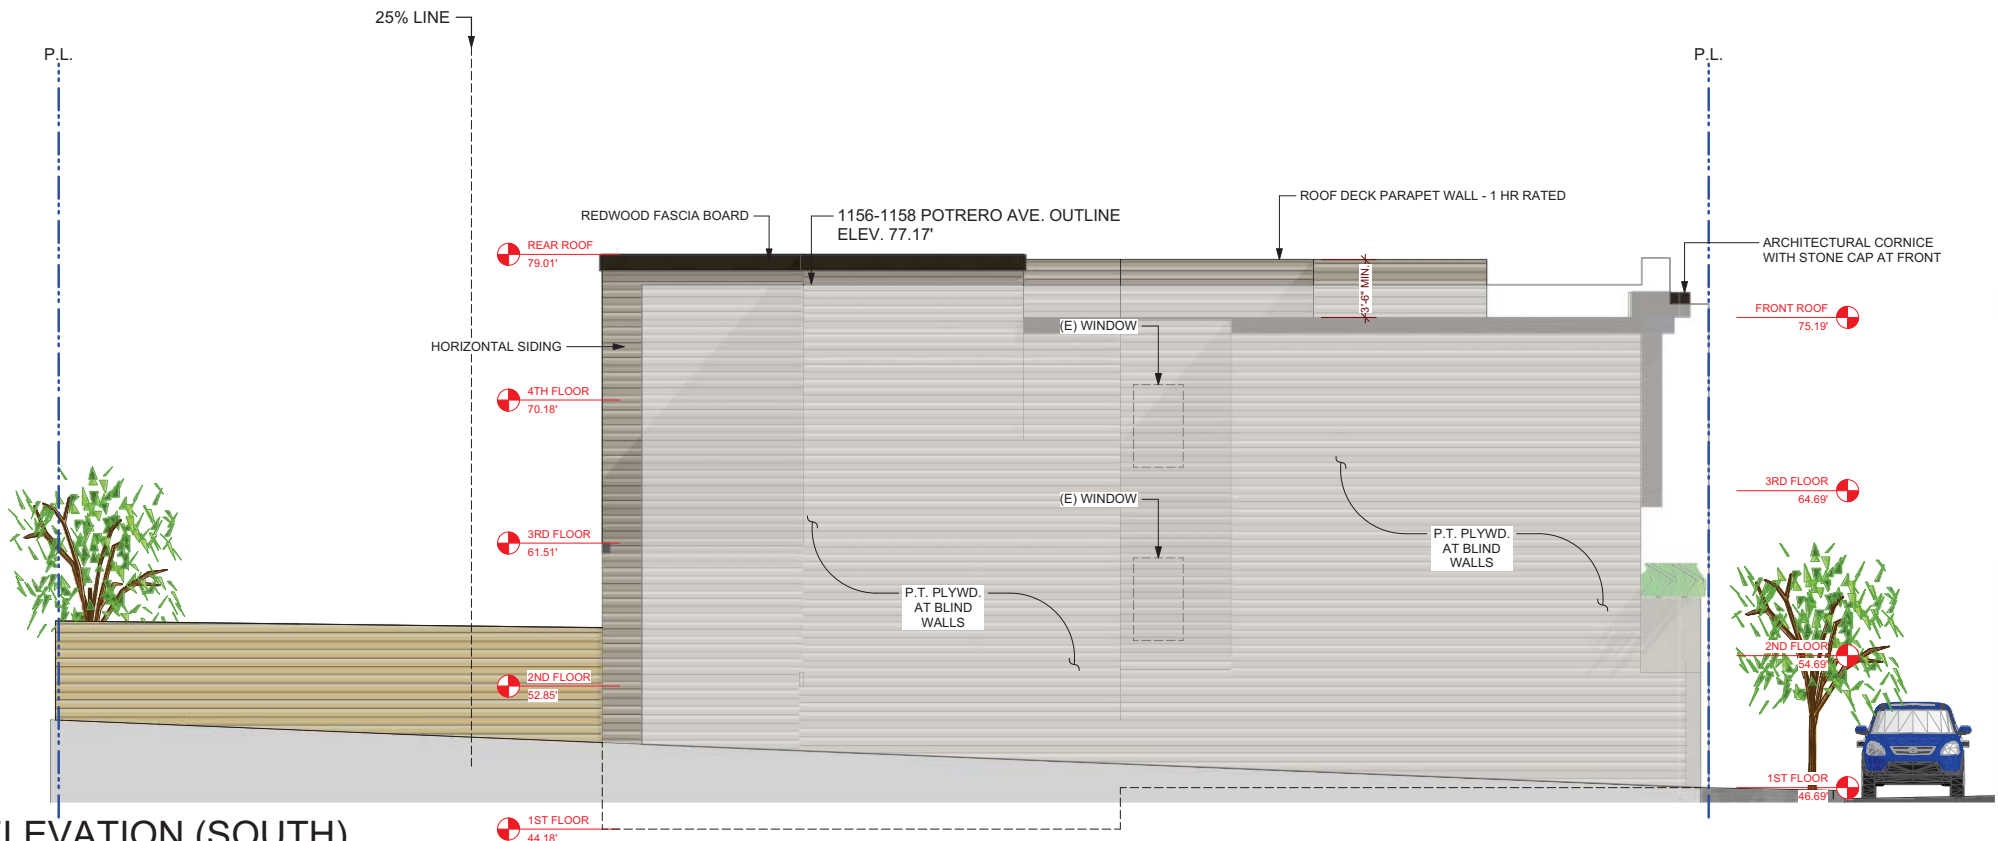 25% LINE
P.L.
P.L.
ROOF DECK PARAPET WALL - 1 HR RATED
REDWOOD FASCIA BOARD
1156-1158 POTRERO AVE. OUTLINE
ELEV. 77.17'
REAR ROOF
79.01'
ARCHITECTURAL CORNICE
WITH STONE CAP AT FRONT
3'-6" MIN.
FRONT ROOF
75.19'
(E) WINDOW
HORIZONTAL SIDING
4TH FLOOR
70.18'
3RD FLOOR
64.69'
(E) WINDOW
3RD FLOOR
61.51'
P.T. PLYWD.
AT BLIND
WALLS
P.T. PLYWD.
AT BLIND
WALLS
2ND FLOOR
54.69'
2ND FLOOR
52.85'
1ST FLOOR
46.69'
1ST FLOOR
44.18'
ELEVATION (SOUTH)